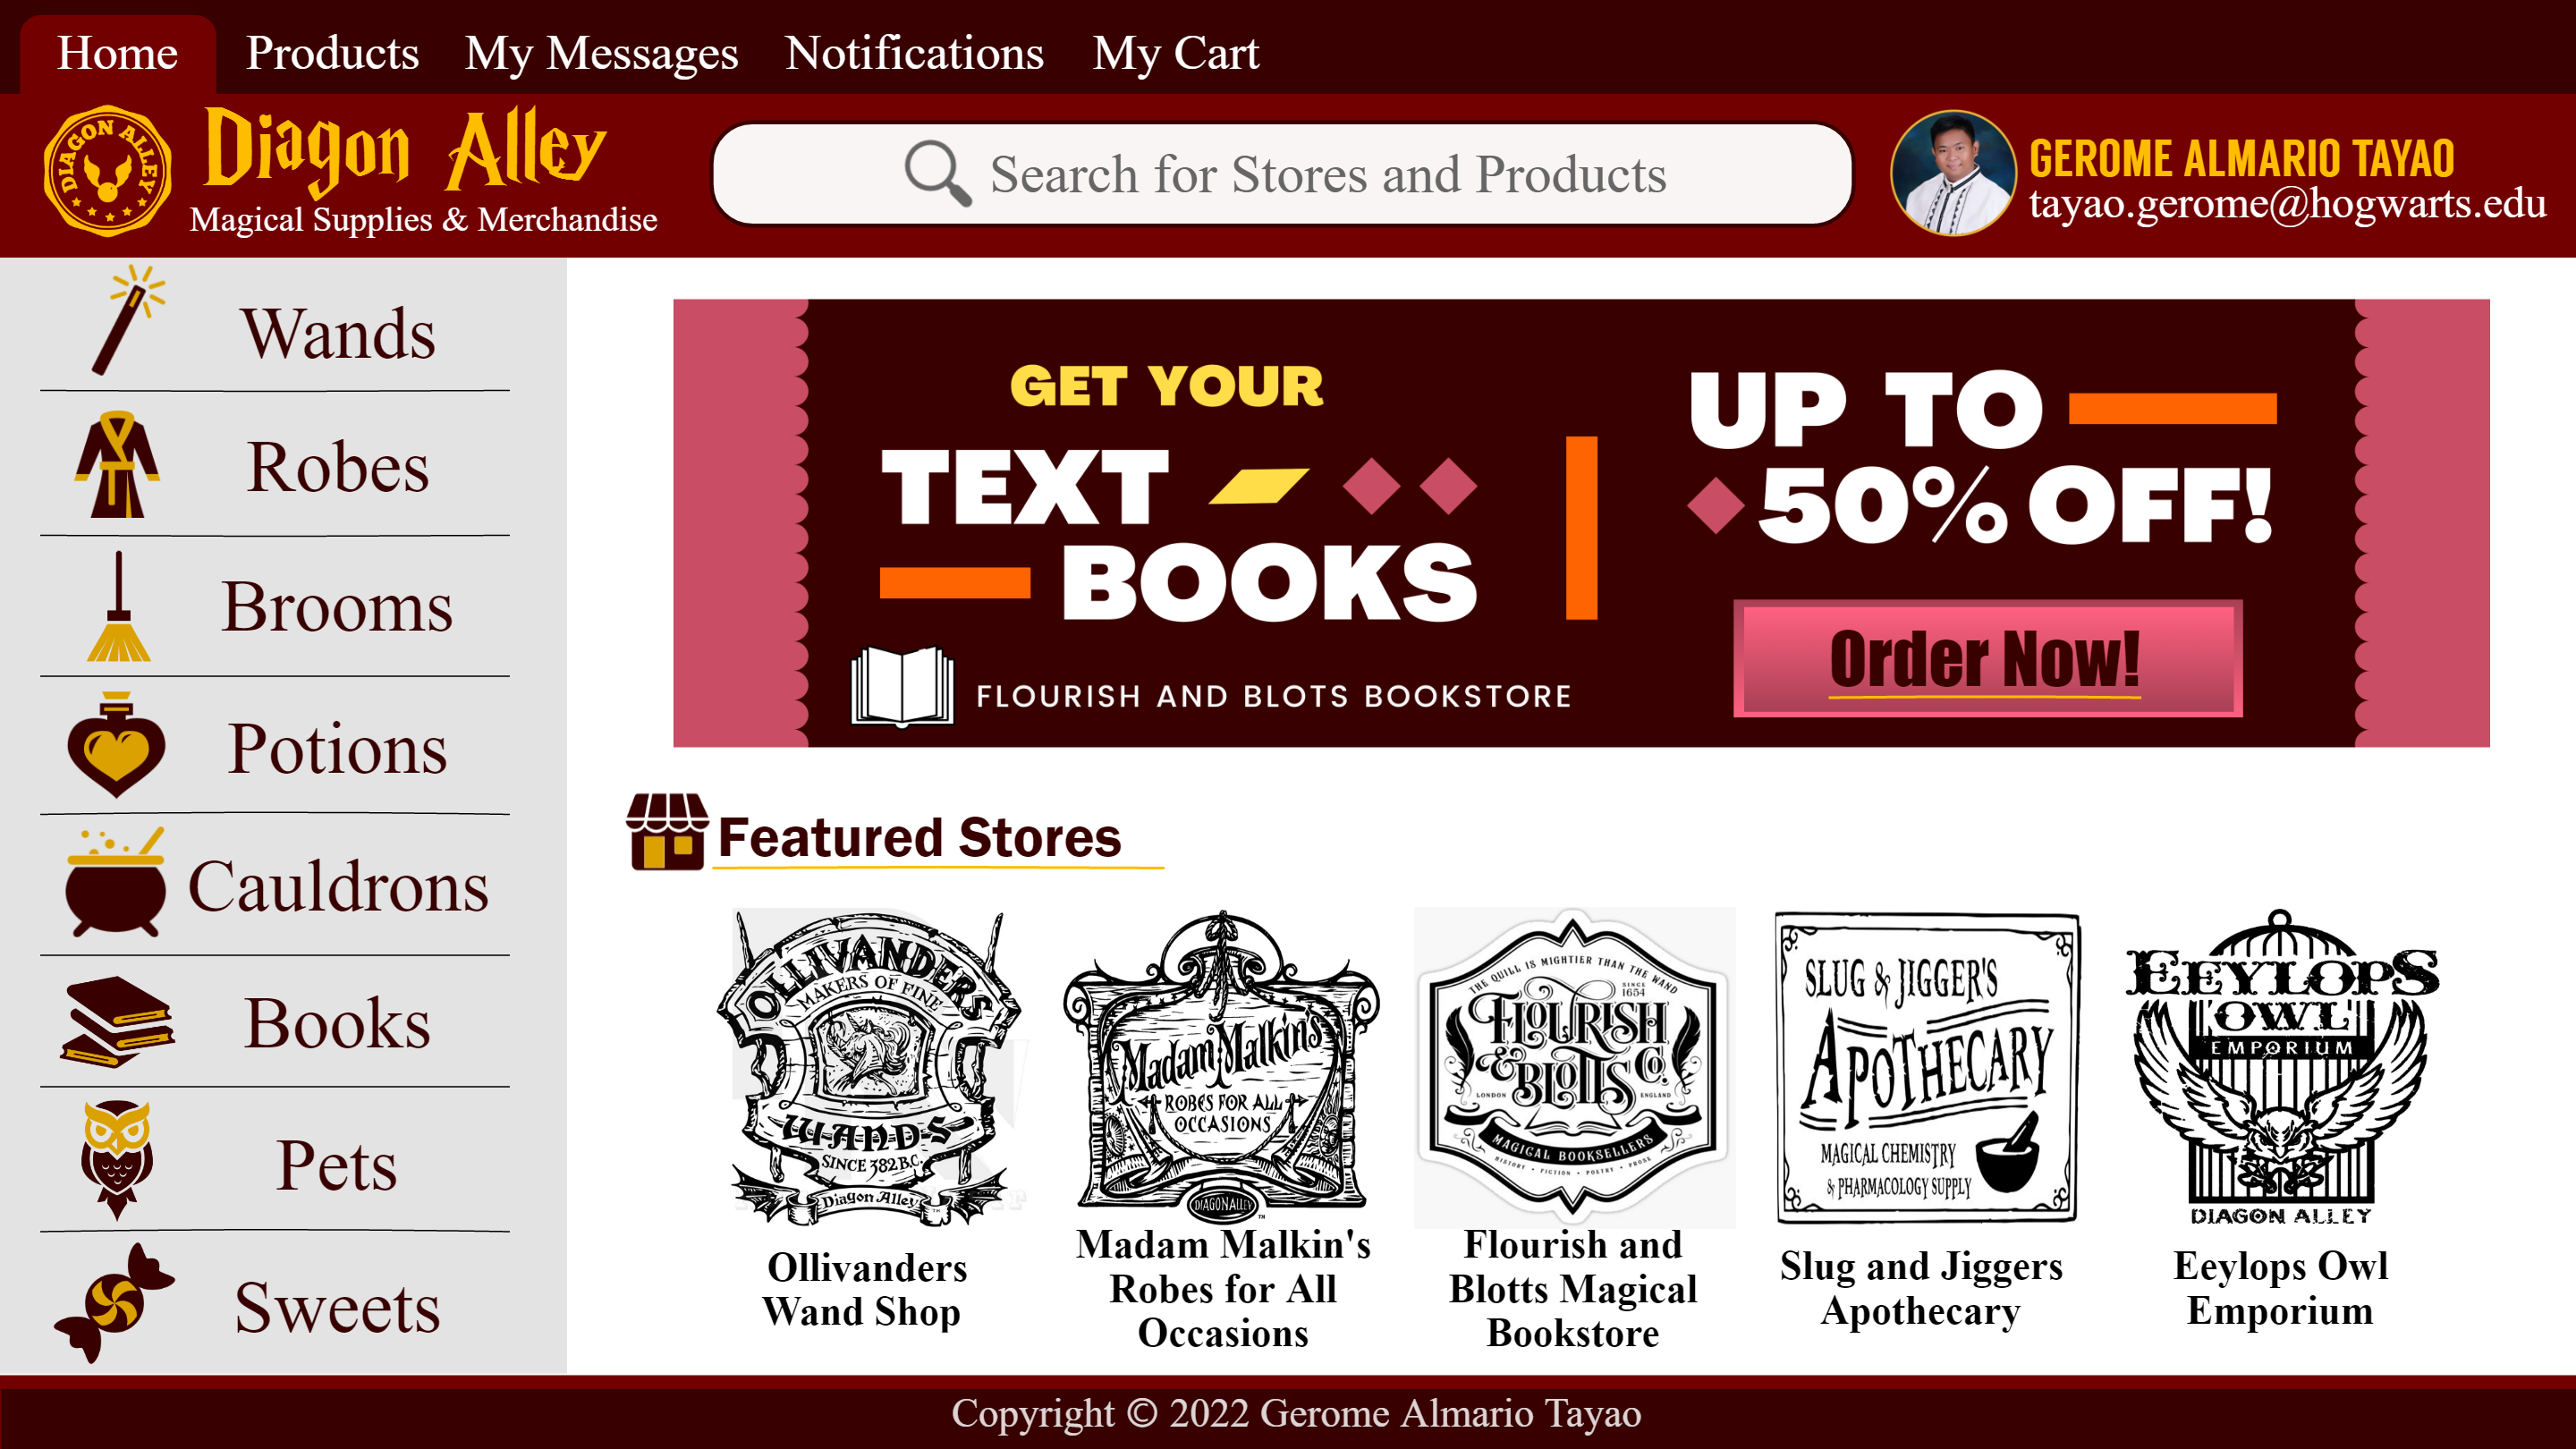 Home Products My Messages Notifications My Cart
DIAGON ALLEY
Diagon Alley
Magical Supplies & Merchandise
Search for Stores and Products
GEROME ALMARIO TAYAO
tayao.gerome@hogwarts.edu
Wands
Robes
Brooms
Potions
Cauldrons
Books
Pets
Sweets
GET YOUR
TEXT
BOOKS
FLOURISH AND BLOTS BOOKSTORE
UP TO
50% OFF!
Order Now!
Featured Stores
OLLIVANDERS
MAKERS OF FINE
WANDS
SINCE 382 B.C.
Diagon Alley
Ollivanders
Wand Shop
Madam Malkin's
ROBES FOR ALL
OCCASIONS
DIAGON ALLEY
TM
Madam Malkin's
Robes for All
Occasions
THE QUILL IS MIGHTIER THAN THE WAND
SINCE
1654
FLOURISH
& BLOTTS CO.
LONDON ENGLAND
MAGICAL BOOKSELLERS
HISTORY • FICTION • POETRY • PROSE
Flourish and
Blotts Magical
Bookstore
SLUG & JIGGER'S
APOTHECARY
MAGICAL CHEMISTRY
& PHARMACOLOGY SUPPLY
Slug and Jiggers
Apothecary
EEYLOPS
OWL
EMPORIUM
DIAGON ALLEY
Eeylops Owl
Emporium
Copyright © 2022 Gerome Almario Tayao